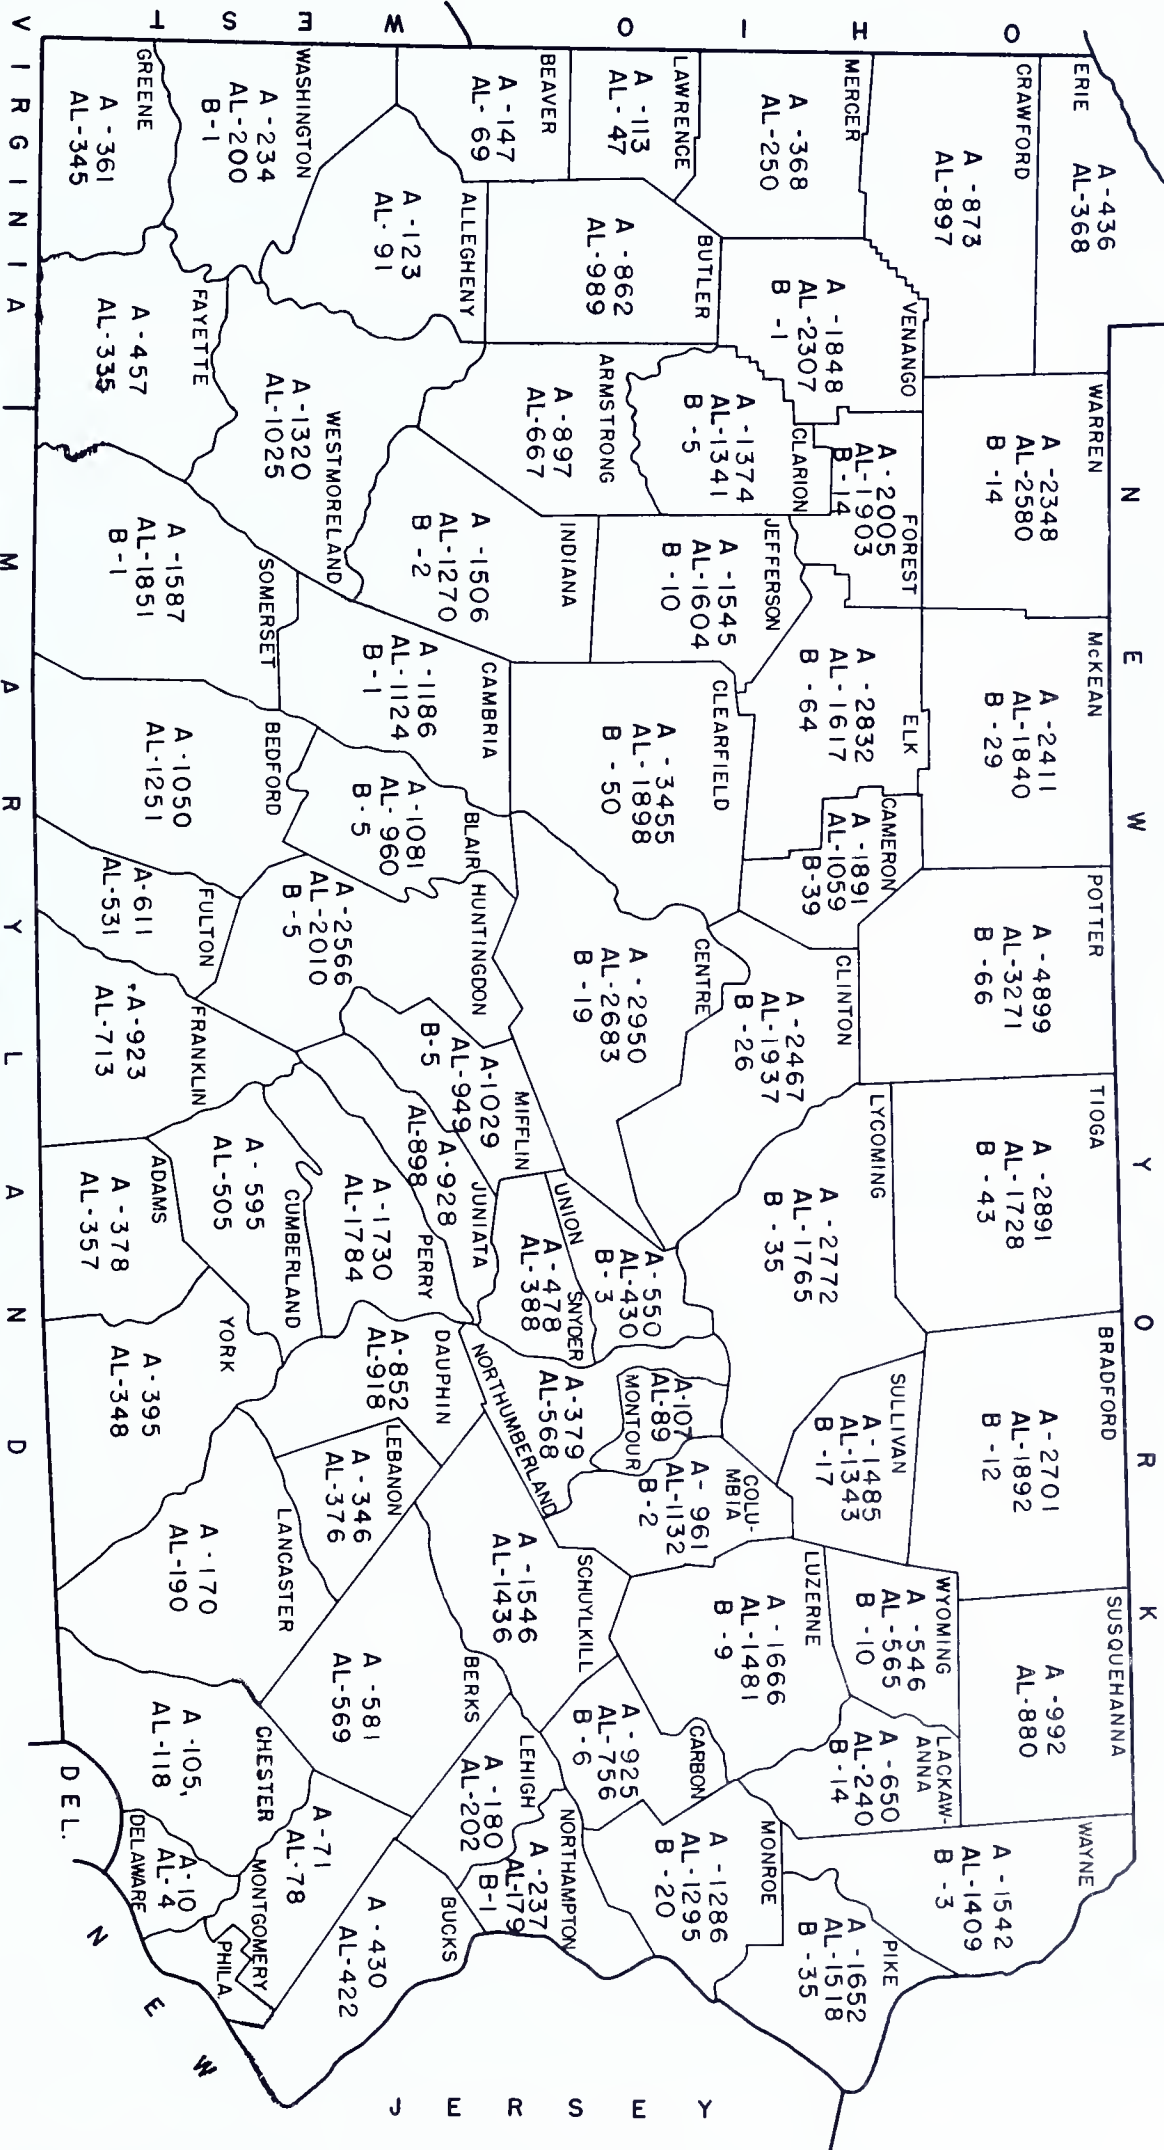 N E W Y O R K
ERIE
A - 436
AL-368
CRAWFORD
A - 873
AL-897
WARREN
A - 2348
AL-2580
B - 14
McKEAN
A - 2411
AL-1840
B - 29
POTTER
A - 4899
AL-3271
B - 66
TIOGA
A - 2891
AL-1728
B - 43
BRADFORD
A - 2701
AL-1892
B - 12
SUSQUEHANNA
A - 992
AL-880
WAYNE
A - 1542
AL-1409
B - 3
MERCER
A - 368
AL-250
VENANGO
A - 1848
AL-2307
B - 1
FOREST
A - 2005
AL-1903
B - 14
ELK
A - 2832
AL-1617
B - 64
CAMERON
A - 1891
AL-1059
B-39
CLINTON
A - 2467
AL-1937
B - 26
LYCOMING
A - 2772
AL-1765
B - 35
SULLIVAN
A - 1485
AL-1343
B - 17
WYOMING
A - 546
AL-565
B - 10
LACKAW-
ANNA
A - 650
AL-240
B - 14
PIKE
A - 1652
AL-1518
B - 35
LAWRENCE
A - 113
AL- 47
BUTLER
A - 862
AL-989
CLARION
A - 1374
AL-1341
B - 5
JEFFERSON
A - 1545
AL-1604
B - 10
CLEARFIELD
A - 3455
AL-1898
B - 50
CENTRE
A - 2950
AL-2683
B - 19
UNION
A - 550
AL-430
B - 3
MONTOUR
A-107
AL-89
COLU-
MBIA
A - 961
AL-1132
B - 2
LUZERNE
A - 1666
AL-1481
B - 9
CARBON
A - 925
AL-756
B - 6
MONROE
A - 1286
AL-1295
B - 20
BEAVER
A - 147
AL- 69
ARMSTRONG
A - 897
AL-667
INDIANA
A - 1506
AL-1270
B - 2
CAMBRIA
A - 1186
AL-1124
B - 1
BLAIR
A - 1081
AL- 960
B - 5
HUNTINGDON
A - 2566
AL-2010
B - 5
MIFFLIN
A-1029
AL-949
B-5
SNYDER
A - 478
AL-388
JUNIATA
A - 928
AL-898
NORTHUMBERLAND
A - 379
AL-568
SCHUYLKILL
A - 1546
AL-1436
LEHIGH
A - 180
AL-202
NORTHAMPTON
A - 237
AL-179
B-1
ALLEGHENY
A - 123
AL- 91
WESTMORELAND
A - 1320
AL-1025
PERRY
A - 1730
AL-1784
DAUPHIN
A - 852
AL-918
LEBANON
A - 346
AL-376
BERKS
A - 581
AL-569
BUCKS
A - 430
AL-422
WASHINGTON
A - 234
AL-200
B - 1
SOMERSET
A - 1587
AL-1851
B - 1
BEDFORD
A - 1050
AL-1251
FULTON
A - 611
AL-531
FRANKLIN
A - 923
AL-713
CUMBERLAND
A - 595
AL-505
LANCASTER
A - 170
AL-190
CHESTER
A - 105
AL-118
MONTGOMERY
A - 71
AL-78
GREENE
A - 361
AL-345
FAYETTE
A - 457
AL-335
ADAMS
A - 378
AL-357
YORK
A - 395
AL-348
DELAWARE
A-10
AL- 4
PHILA.
O H I O
W E S T
V I R G I N I A
M A R Y L A N D
DEL.
N E W
J E R S E Y